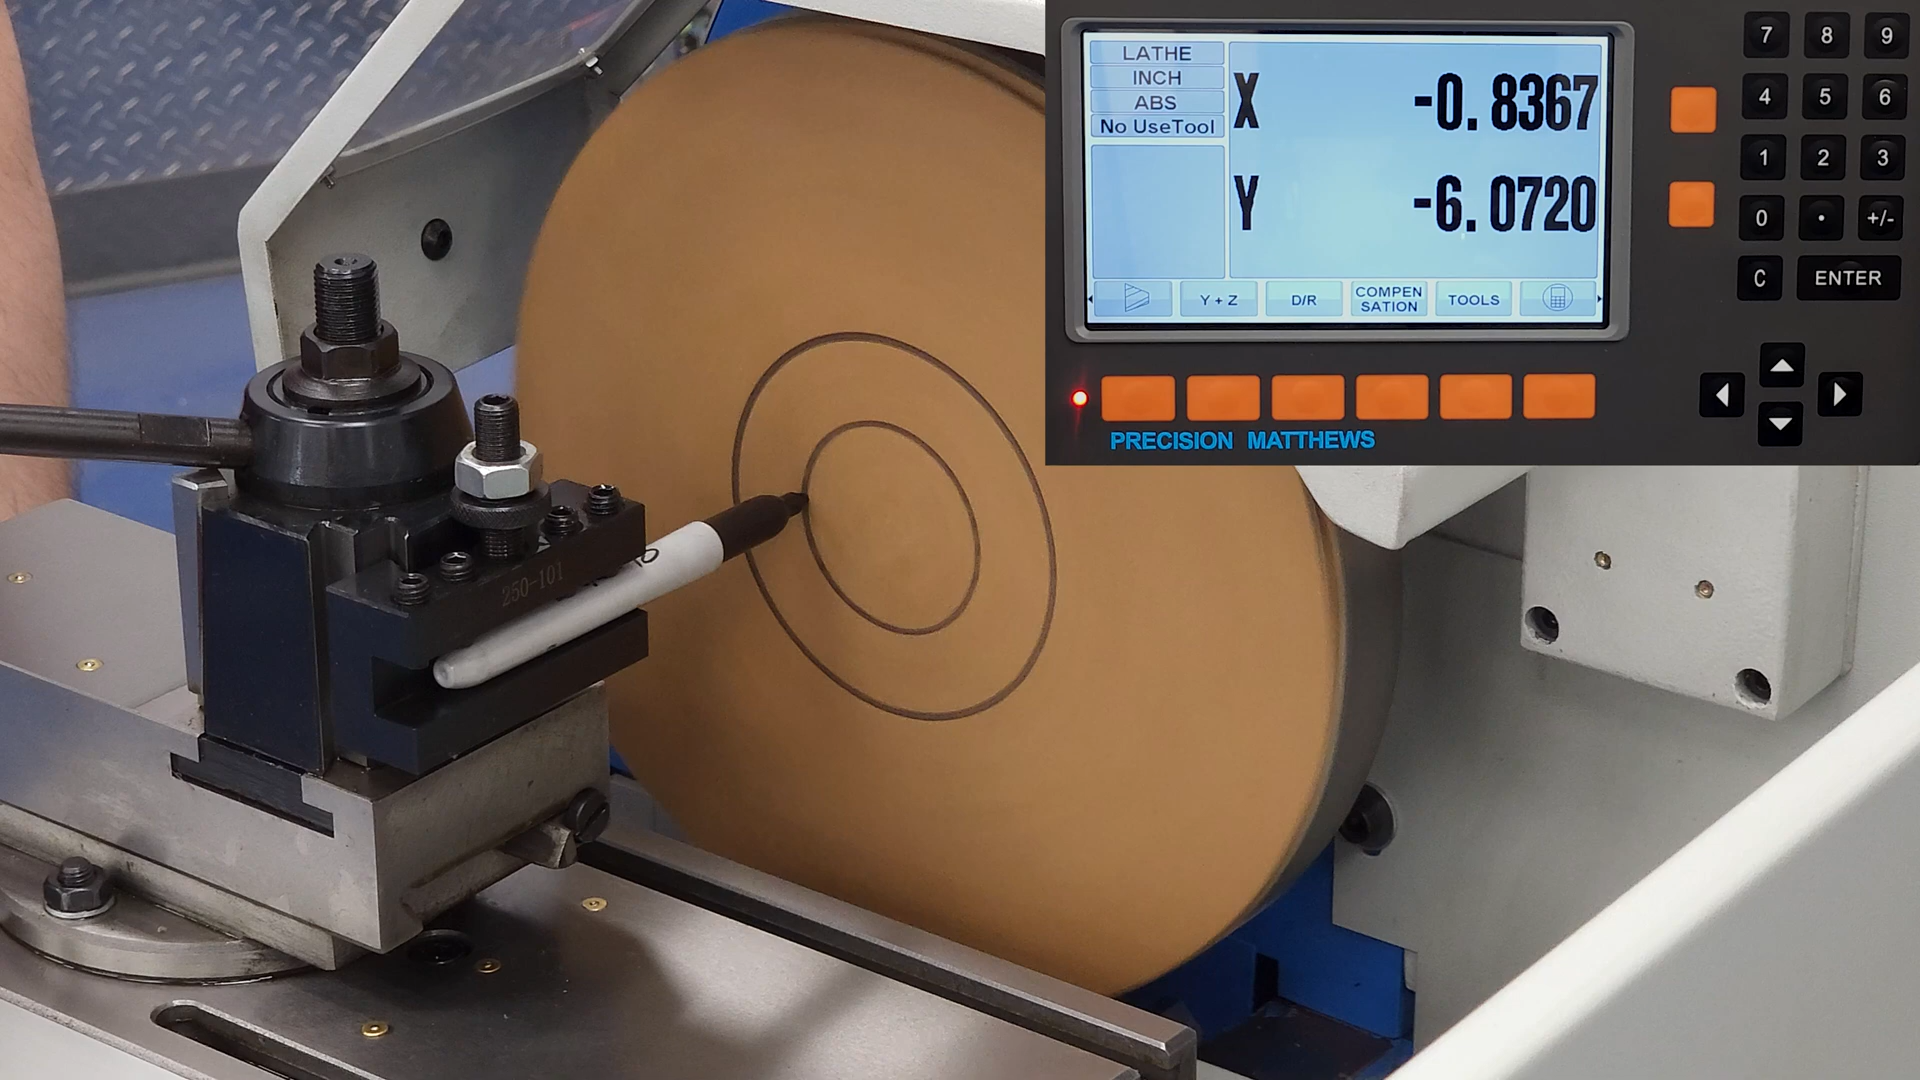 LATHE
INCH
ABS
No UseTool
X -0.8367
Y -6.0720
Y + Z
D/R
COMPEN
SATION
TOOLS
7 8 9
4 5 6
1 2 3
0 . +/-
C ENTER
PRECISION MATTHEWS
250-101